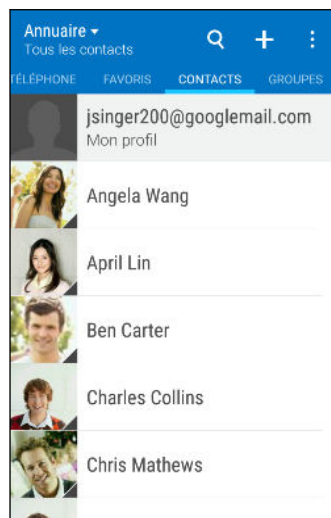 Annuaire
Tous les contacts
TÉLÉPHONE FAVORIS CONTACTS GROUPES
jsinger200@googlemail.com
Mon profil
Angela Wang
April Lin
Ben Carter
Charles Collins
Chris Mathews